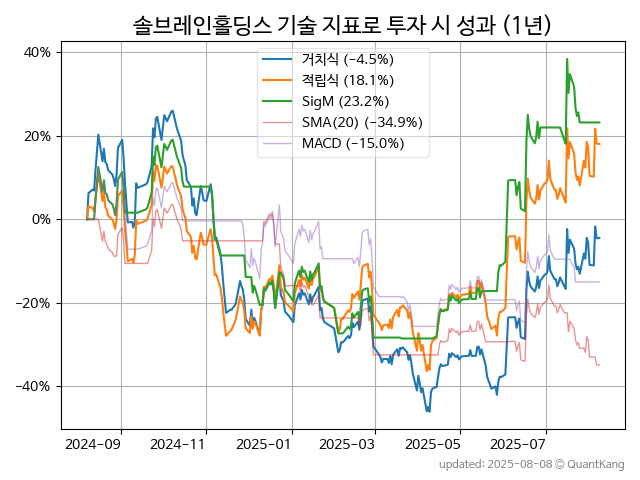 솔브레인홀딩스 기술 지표로 투자 시 성과 (1년)
거치식 (−4.5%)
적립식 (18.1%)
SigM (23.2%)
SMA(20) (−34.9%)
MACD (−15.0%)
40%
20%
0%
−20%
−40%
2024-09
2024-11
2025-01
2025-03
2025-05
2025-07
updated: 2025-08-08 © QuantKang